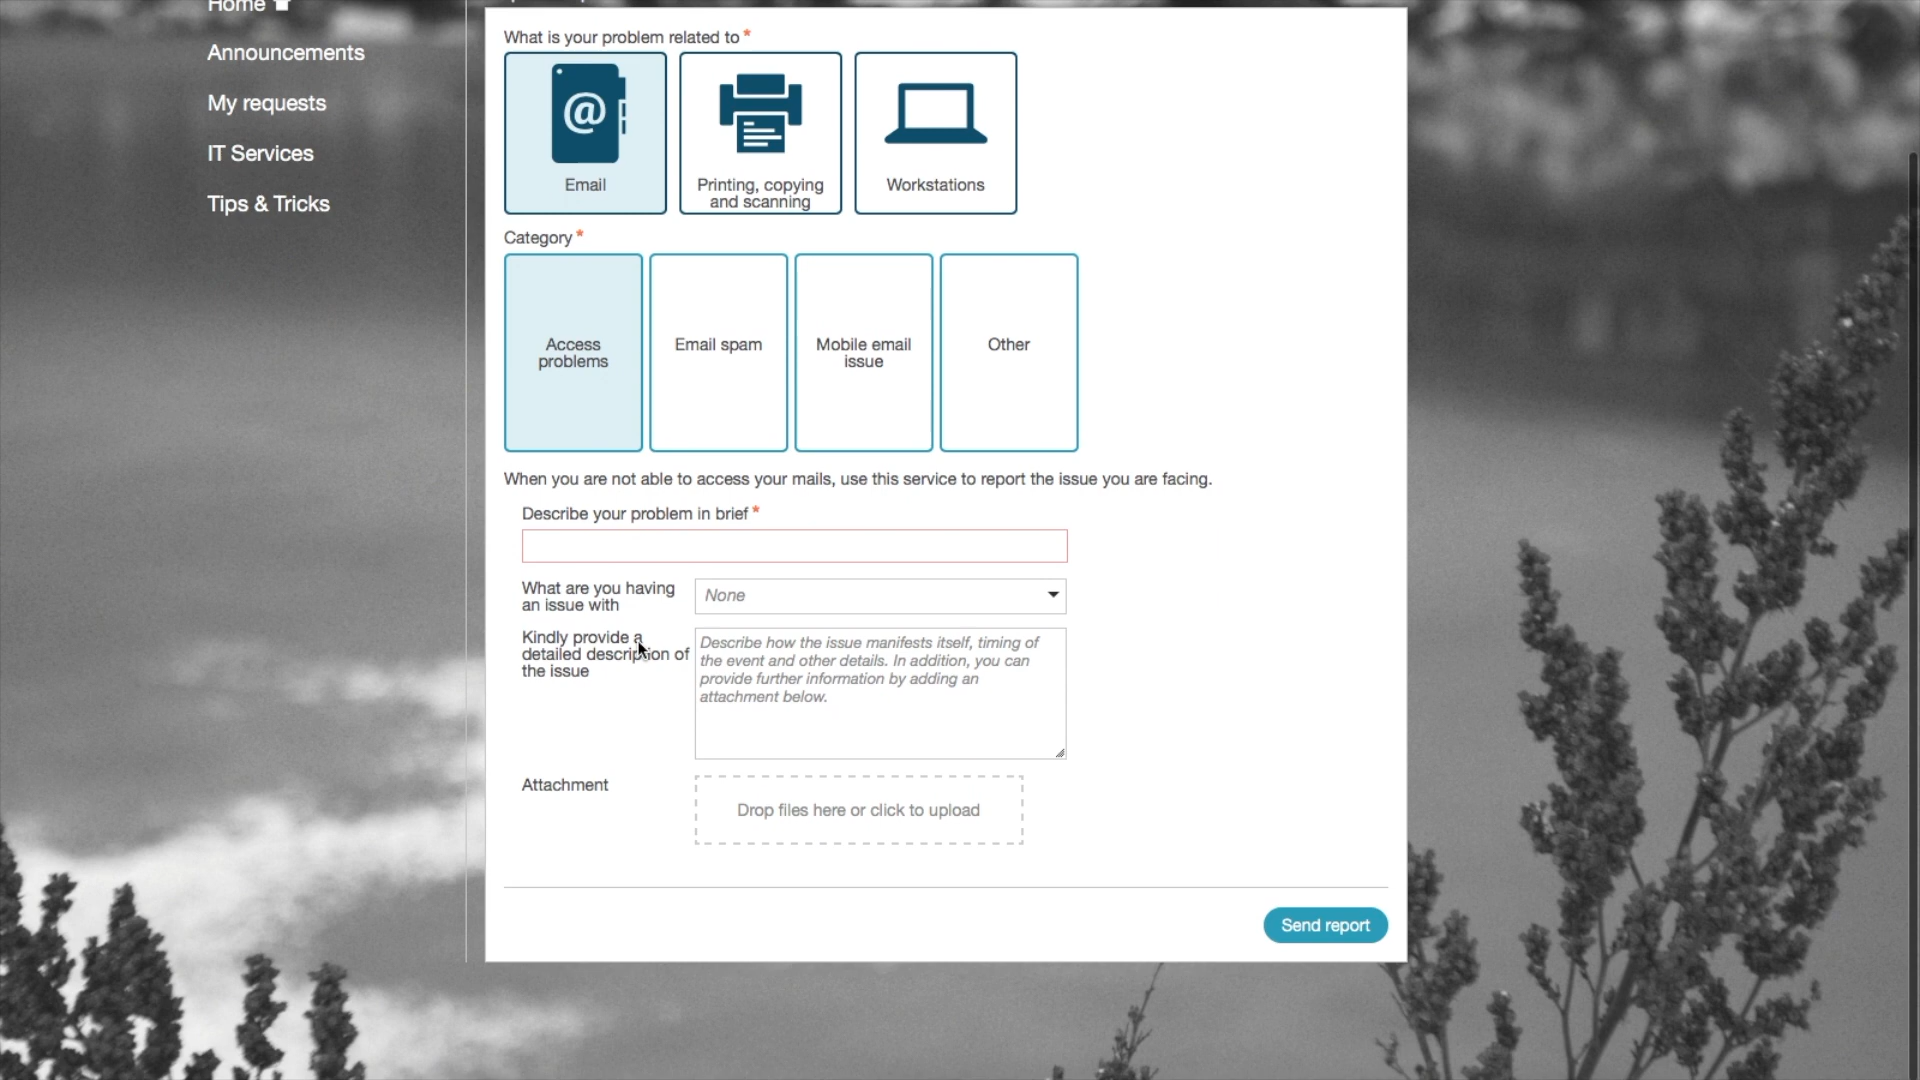 Home
Announcements
My requests
IT Services
Tips & Tricks
What is your problem related to *
@
Email
Printing, copying
and scanning
Workstations
Category *
Access
problems
Email spam
Mobile email
issue
Other
When you are not able to access your mails, use this service to report the issue you are facing.
Describe your problem in brief *
What are you having
an issue with
None
Kindly provide a
detailed description of
the issue
Describe how the issue manifests itself, timing of
the event and other details. In addition, you can
provide further information by adding an
attachment below.
Attachment
Drop files here or click to upload
Send report